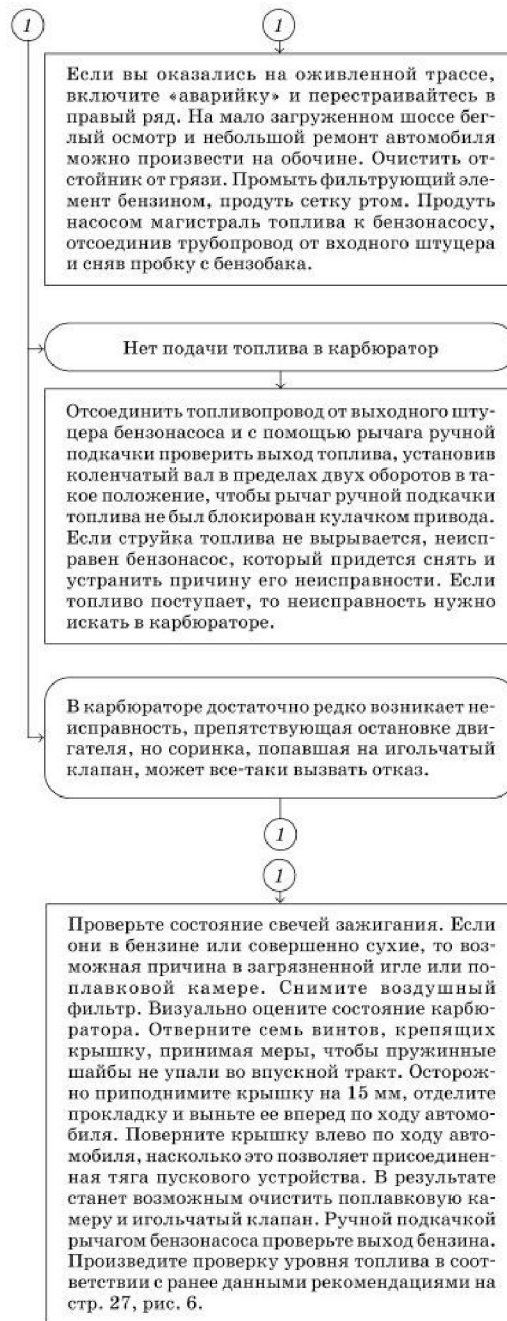 1
1
Если вы оказались на оживленной трассе,
включите «аварийку» и перестраивайтесь в
правый ряд. На мало загруженном шоссе бег-
лый осмотр и небольшой ремонт автомобиля
можно произвести на обочине. Очистить от-
стойник от грязи. Промыть фильтрующий эле-
мент бензином, продуть сетку ртом. Продуть
насосом магистраль топлива к бензонасосу,
отсоединив трубопровод от входного штуцера
и сняв пробку с бензобака.
Нет подачи топлива в карбюратор
Отсоединить топливопровод от выходного шту-
цера бензонасоса и с помощью рычага ручной
подкачки проверить выход топлива, установив
коленчатый вал в пределах двух оборотов в та-
кое положение, чтобы рычаг ручной подкачки
топлива не был блокирован кулачком привода.
Если струйка топлива не вырывается, неисп-
равен бензонасос, который придется снять и
устранить причину его неисправности. Если
топливо поступает, то неисправность нужно
искать в карбюраторе.
В карбюраторе достаточно редко возникает не-
исправность, препятствующая остановке дви-
гателя, но соринка, попавшая на игольчатый
клапан, может все-таки вызвать отказ.
1
1
Проверьте состояние свечей зажигания. Если
они в бензине или совершенно сухие, то воз-
можная причина в загрязненной игле или по-
плавковой камере. Снимите воздушный
фильтр. Визуально оцените состояние карбю-
ратора. Отверните семь винтов, крепящих
крышку, принимая меры, чтобы пружинные
шайбы не упали во впускной тракт. Осторож-
но приподнимите крышку на 15 мм, отделите
прокладку и выньте ее вперед по ходу автомо-
биля. Поверните крышку влево по ходу авто-
мобиля, насколько это позволяет присоединен-
ная тяга пускового устройства. В результате
станет возможным очистить поплавковую ка-
меру и игольчатый клапан. Ручной подкачкой
рычагом бензонасоса проверьте выход бензина.
Произведите проверку уровня топлива в соот-
ветствии с ранее данными рекомендациями на
стр. 27, рис. 6.